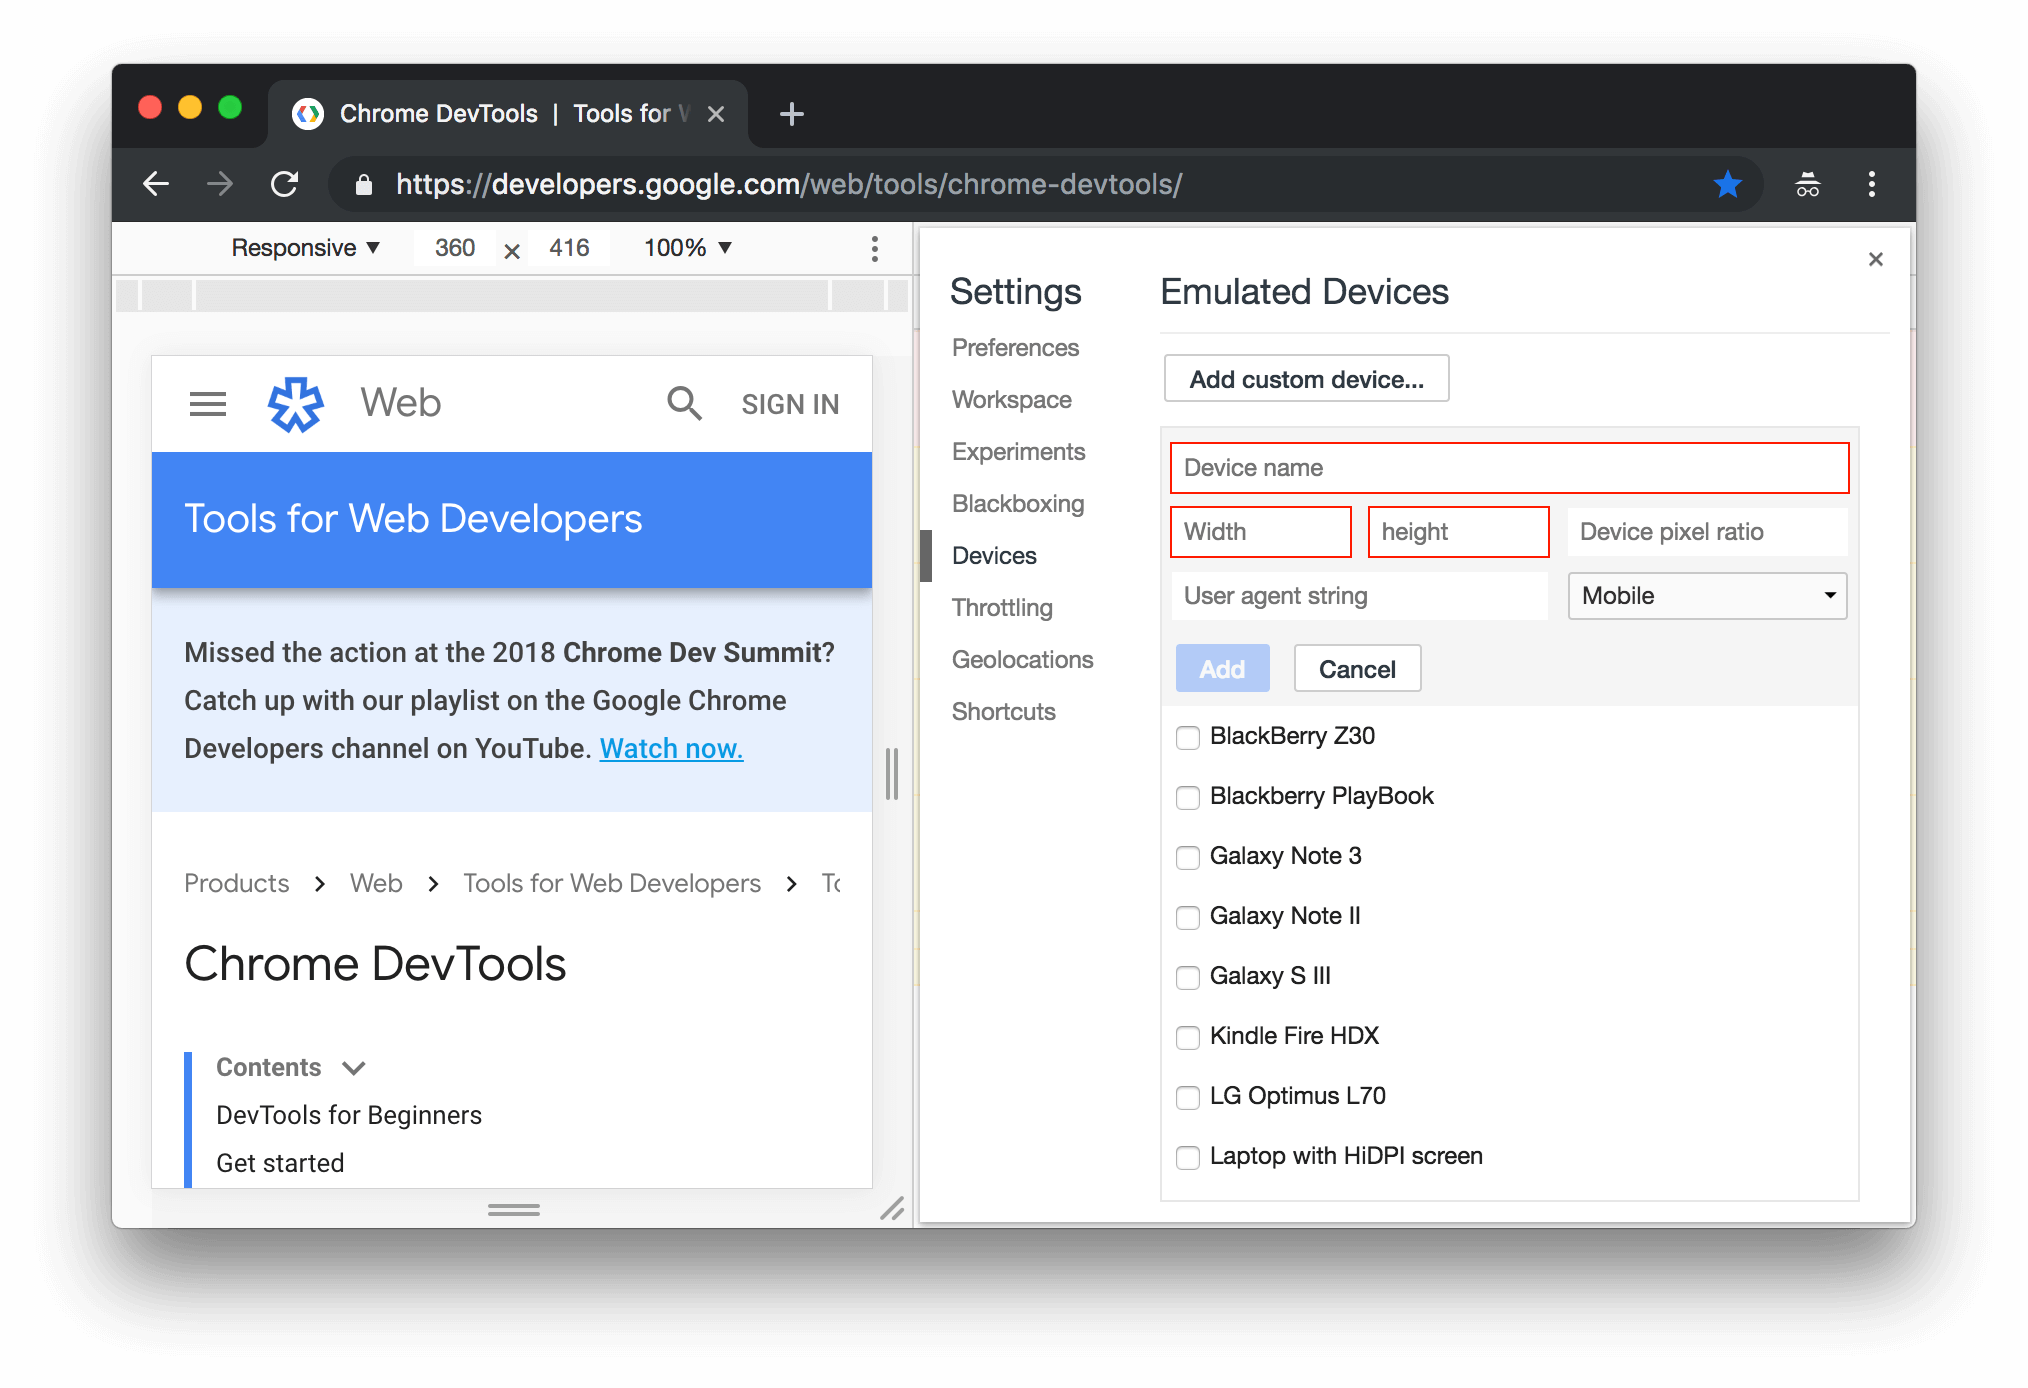 Chrome DevTools | Tools for W
https://developers.google.com/web/tools/chrome-devtools/
Responsive 360 × 416 100%
Web SIGN IN
Tools for Web Developers
Missed the action at the 2018 Chrome Dev Summit?
Catch up with our playlist on the Google Chrome
Developers channel on YouTube. Watch now.
Products > Web > Tools for Web Developers > To
Chrome DevTools
Contents
DevTools for Beginners
Get started
Settings
Preferences
Workspace
Experiments
Blackboxing
Devices
Throttling
Geolocations
Shortcuts
Emulated Devices
Add custom device...
Device name
Width height Device pixel ratio
User agent string Mobile
Add Cancel
BlackBerry Z30
Blackberry PlayBook
Galaxy Note 3
Galaxy Note II
Galaxy S III
Kindle Fire HDX
LG Optimus L70
Laptop with HiDPI screen